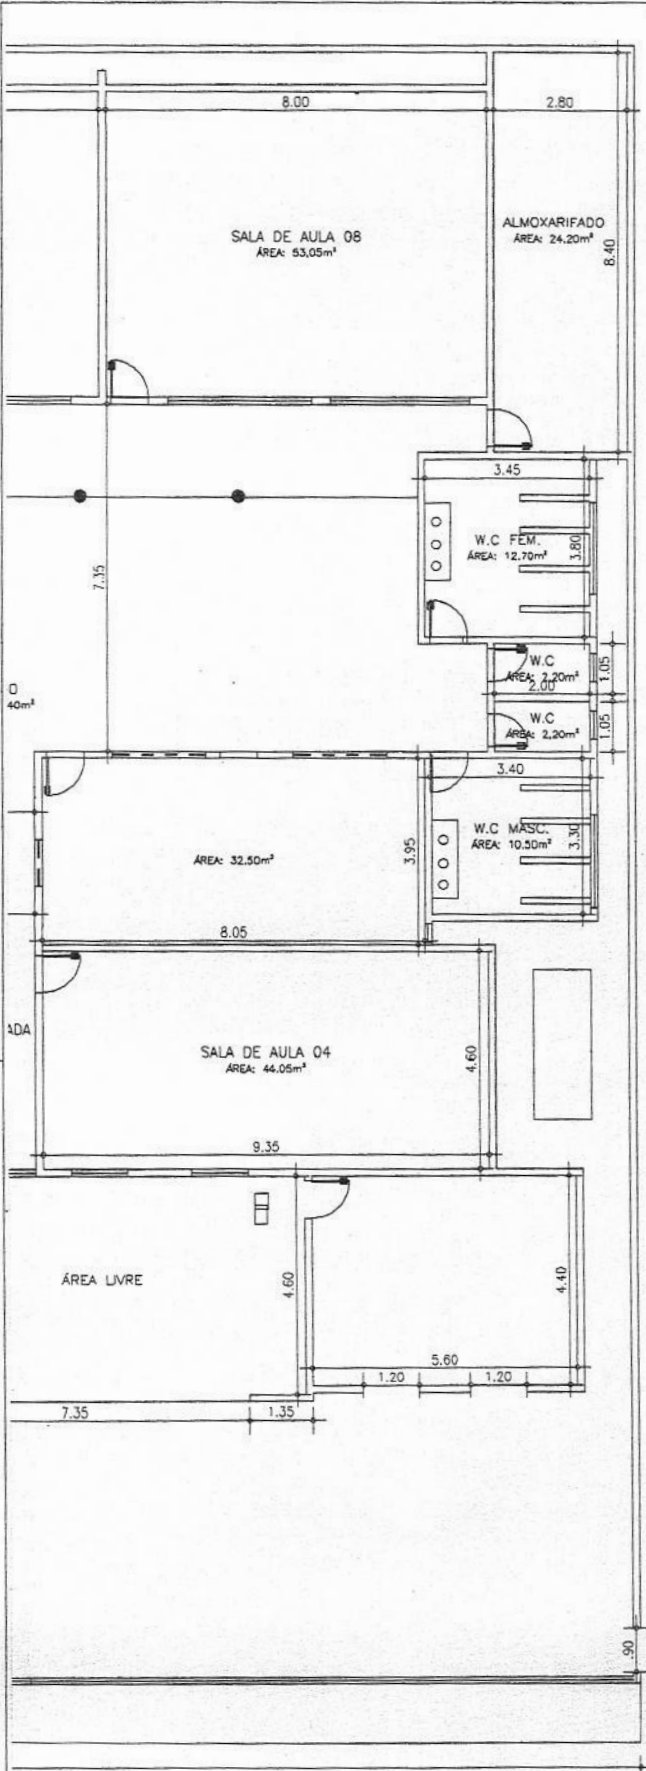 8.00
2.80
SALA DE AULA 08
ÁREA: 53,05m²
ALMOXARIFADO
ÁREA: 24.20m²
8.40
3.45
W.C FEM.
ÁREA: 12.70m²
3.80
7.35
O
40m²
W.C
ÁREA: 2,20m²
2.00
1.05
W.C
ÁREA: 2,20m²
1.05
3.40
W.C MASC.
ÁREA: 10.50m²
3.30
ÁREA: 32.50m²
3.95
8.05
ADA
SALA DE AULA 04
ÁREA: 44.05m²
4.60
9.35
ÁREA LIVRE
4.60
4.40
5.60
1.20
1.20
7.35
1.35
.90